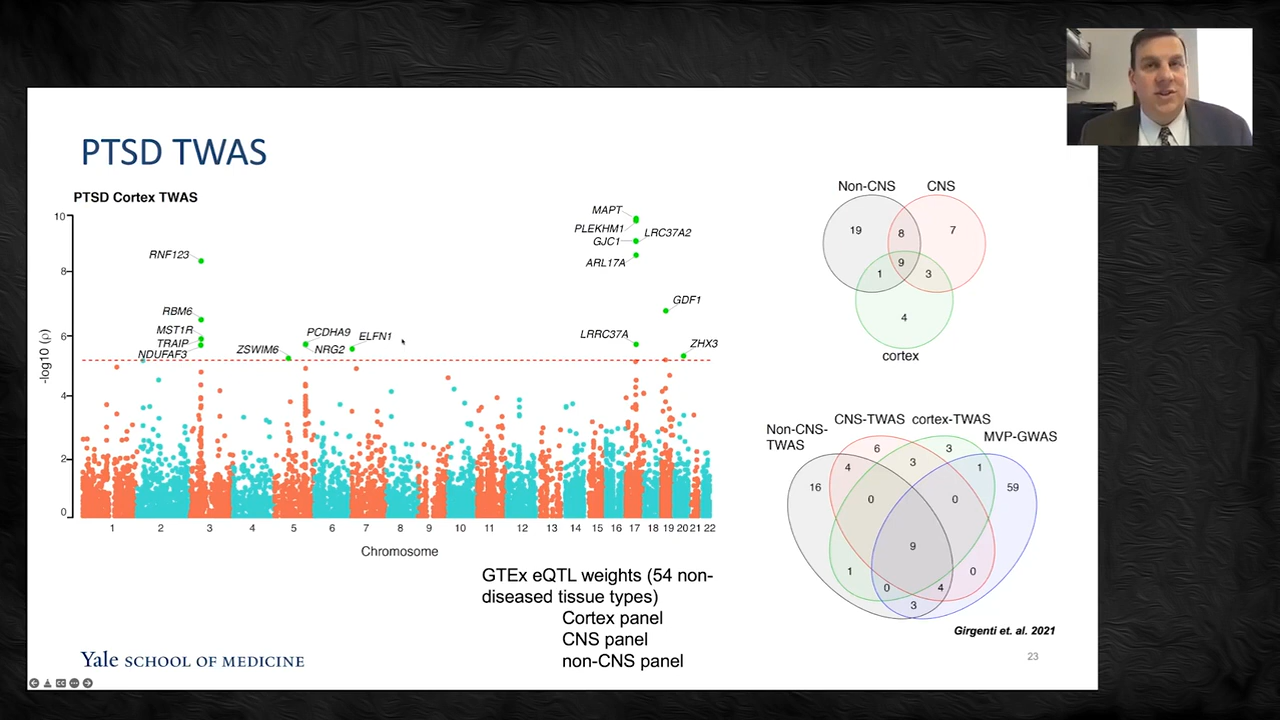 PTSD TWAS
PTSD Cortex TWAS
-log10 (ρ)
10
8
6
4
2
0
RNF123
RBM6
MST1R
TRAIP
NDUFAF3
ZSWIM6
PCDHA9
NRG2
ELFN1
MAPT
PLEKHM1
LRC37A2
GJC1
ARL17A
LRRC37A
GDF1
ZHX3
1 2 3 4 5 6 7 8 9 10 11 12 13 14 15 16 17 18 19 20 21 22
Chromosome
GTEx eQTL weights (54 non-
diseased tissue types)
Cortex panel
CNS panel
non-CNS panel
Non-CNS CNS
19 8 7
9
1 3
4
cortex
CNS-TWAS cortex-TWAS
Non-CNS-
TWAS
MVP-GWAS
6 3
4 3 1
16 0 0 59
9
1 0
0 4
3
Girgenti et. al. 2021
Yale SCHOOL OF MEDICINE
23